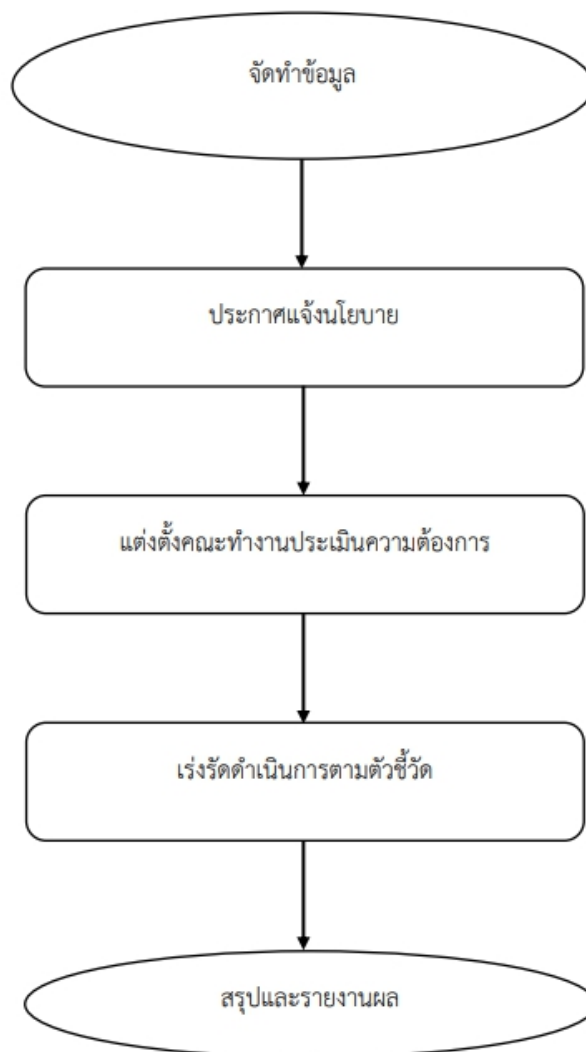 จัดทำข้อมูล
ประกาศแจ้งนโยบาย
แต่งตั้งคณะทำงานประเมินความต้องการ
เร่งรัดดำเนินการตามตัวชี้วัด
สรุปและรายงานผล